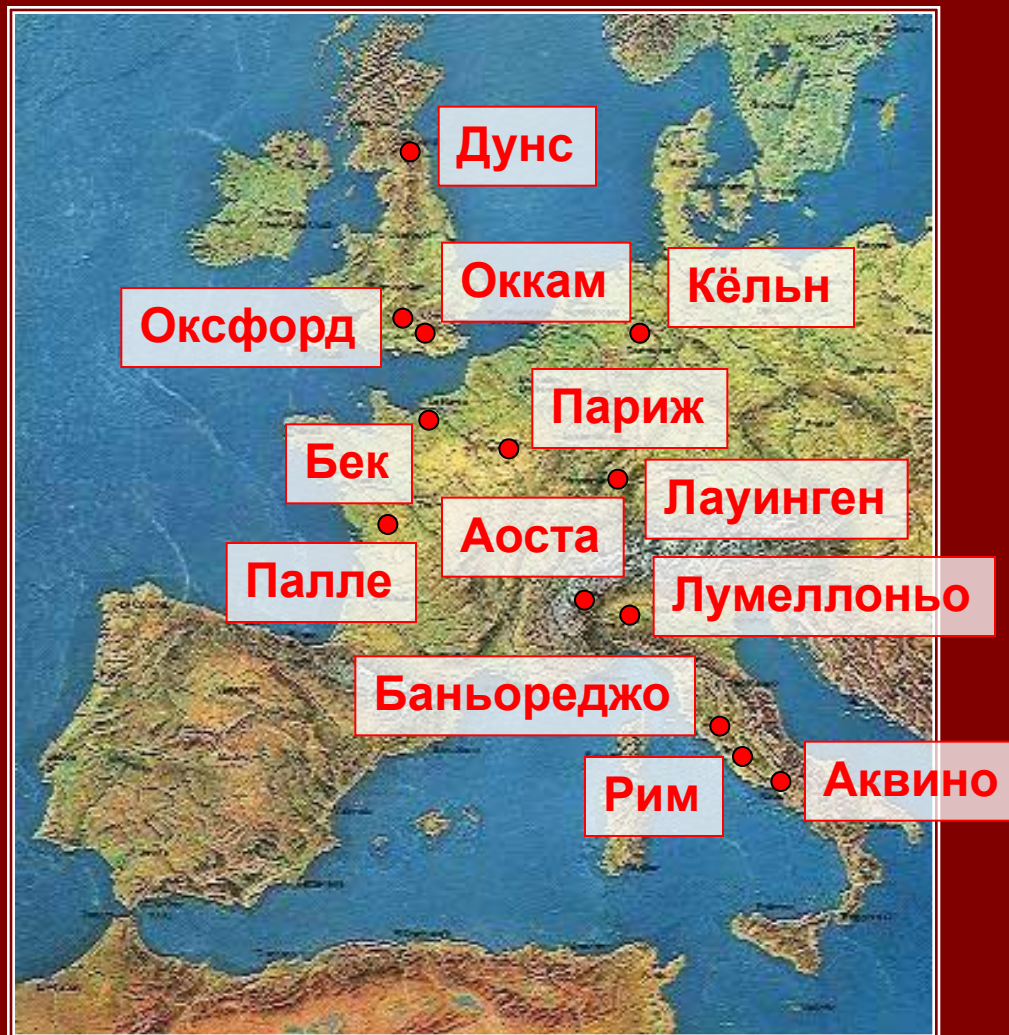 Дунс
Оккам
Кёльн
Оксфорд
Париж
Бек
Лауинген
Аоста
Палле
Лумеллоньо
Баньореджо
Рим
Аквино